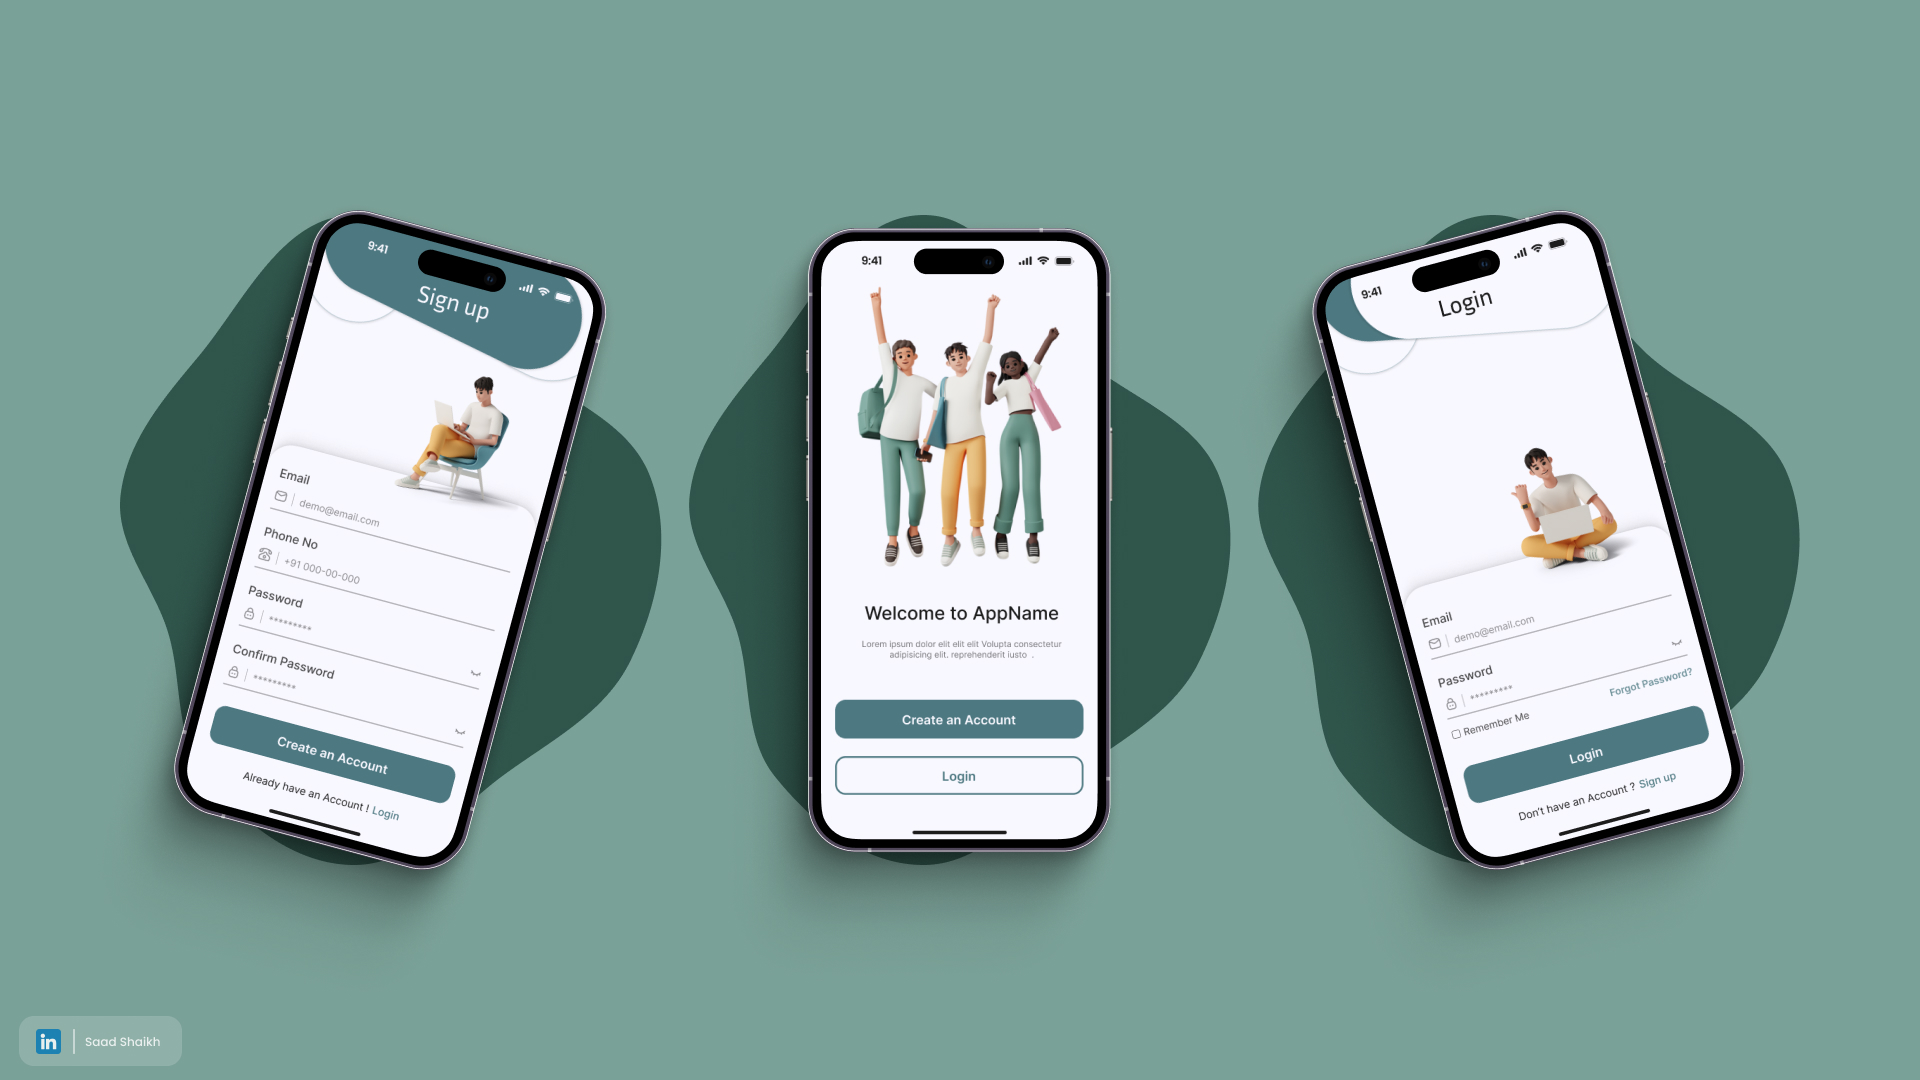 9:41
Sign up
Email
demo@email.com
Phone No
+91 000-00-000
Password
*********
Confirm Password
*********
Create an Account
Already have an Account ! Login
9:41
Welcome to AppName
Lorem ipsum dolor elit elit elit Volupta consectetur
adipisicing elit. reprehenderit iusto .
Create an Account
Login
9:41
Login
Email
demo@email.com
Password
*********
Forgot Password?
Remember Me
Login
Don't have an Account ? Sign up
in
Saad Shaikh